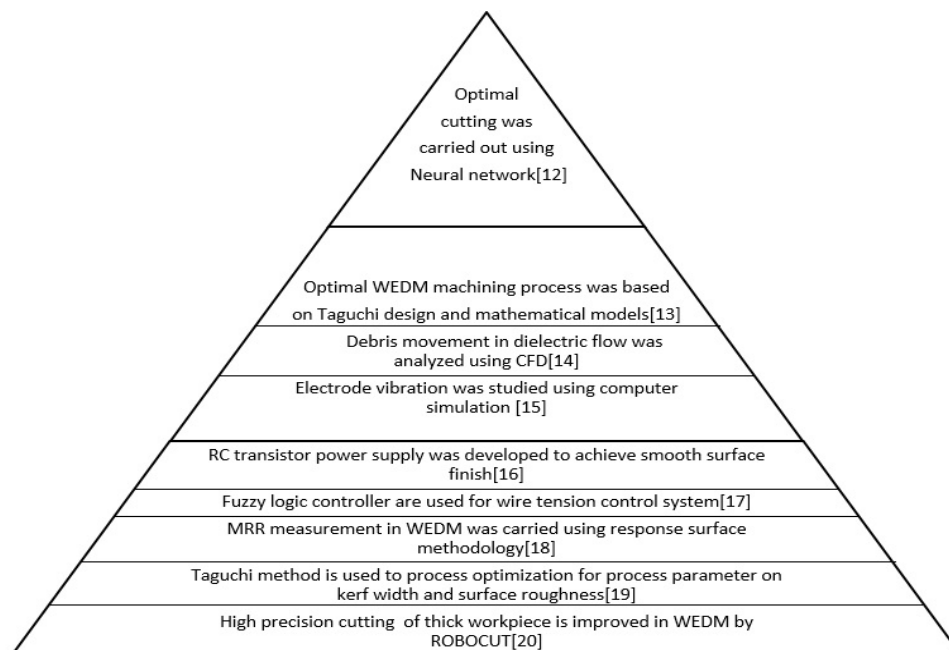 Optimal
cutting was
carried out using
Neural network[12]
Optimal WEDM machining process was based
on Taguchi design and mathematical models[13]
Debris movement in dielectric flow was
analyzed using CFD[14]
Electrode vibration was studied using computer
simulation [15]
RC transistor power supply was developed to achieve smooth surface
finish[16]
Fuzzy logic controller are used for wire tension control system[17]
MRR measurement in WEDM was carried using response surface
methodology[18]
Taguchi method is used to process optimization for process parameter on
kerf width and surface roughness[19]
High precision cutting of thick workpiece is improved in WEDM by
ROBOCUT[20]